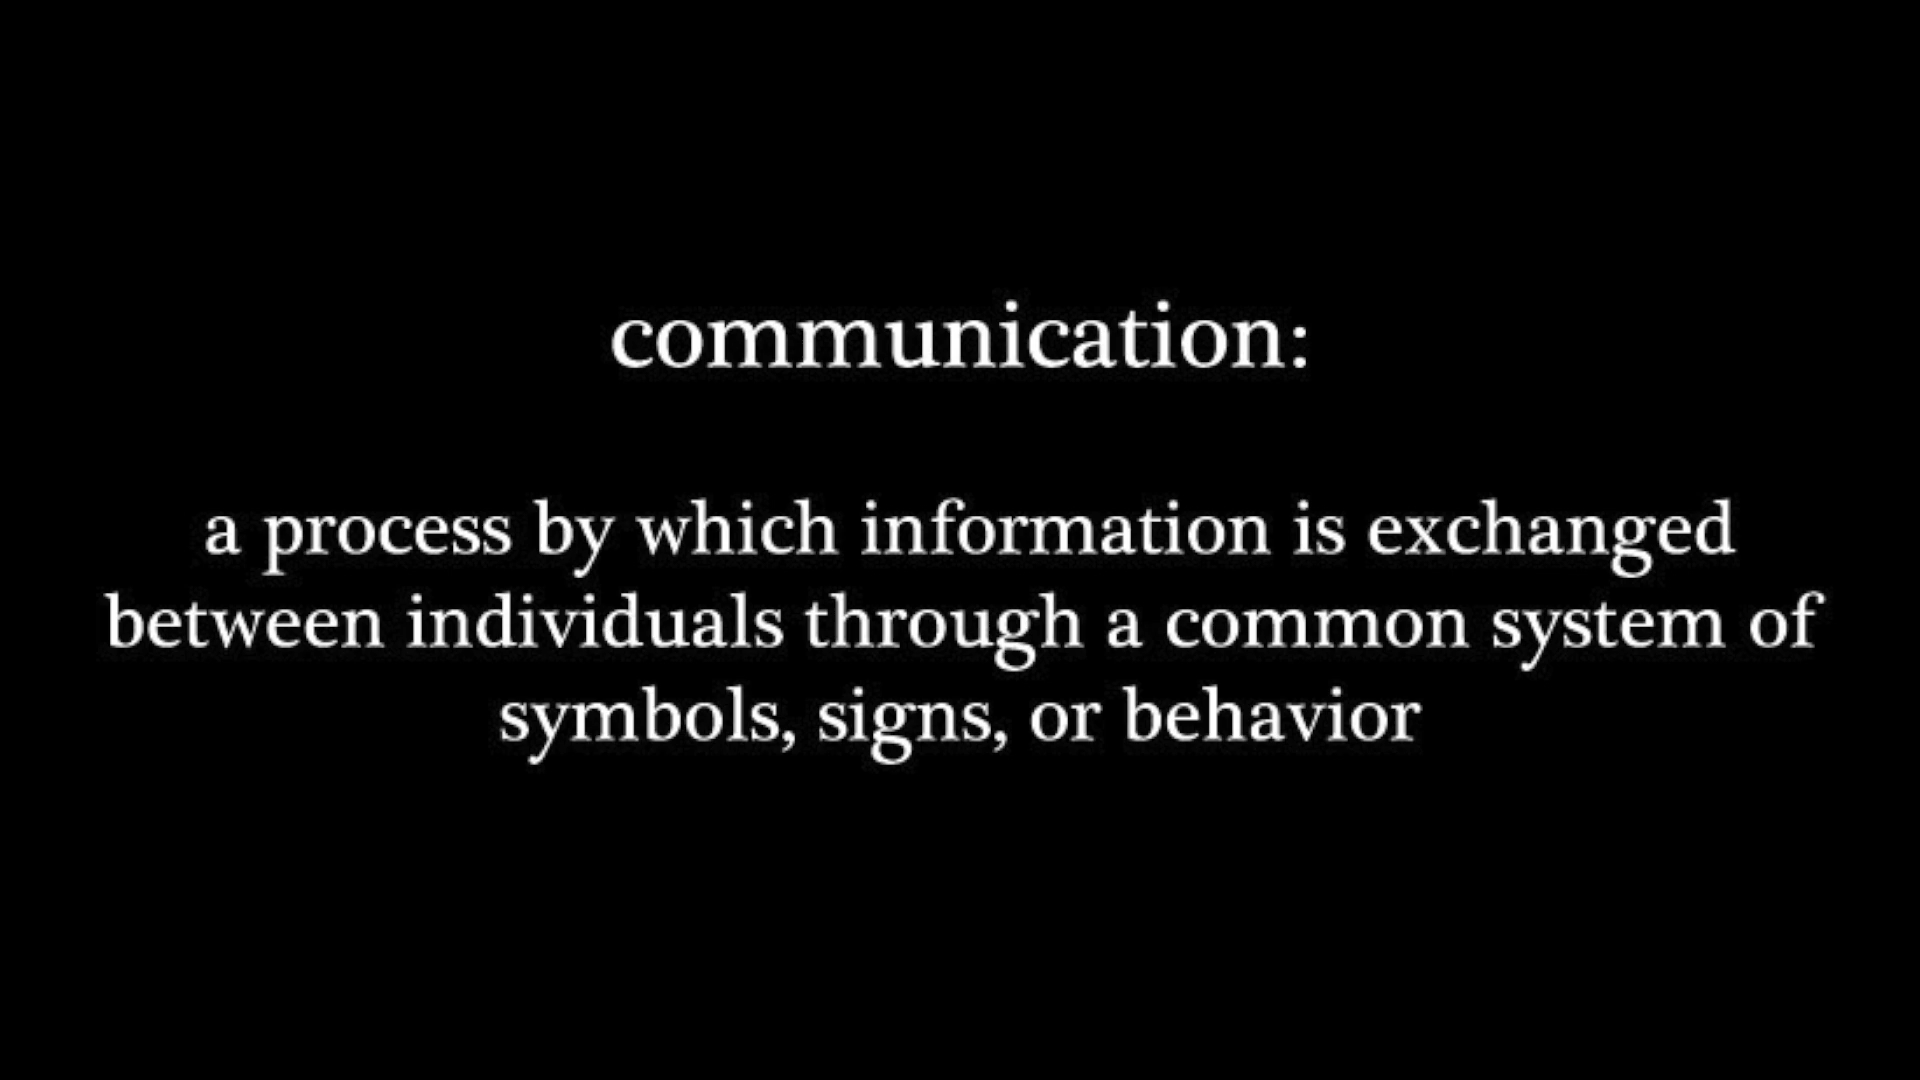 communication:
a process by which information is exchanged
between individuals through a common system of
symbols, signs, or behavior